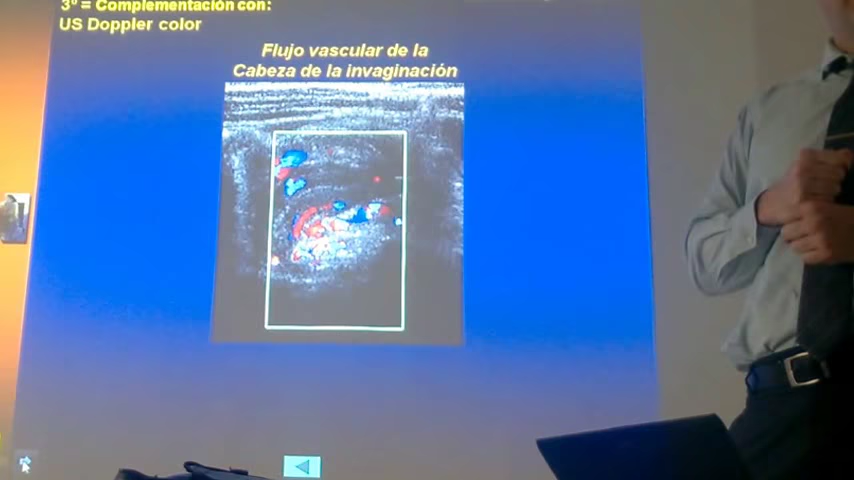 3º = Complementación con:
US Doppler color
Flujo vascular de la
Cabeza de la invaginación